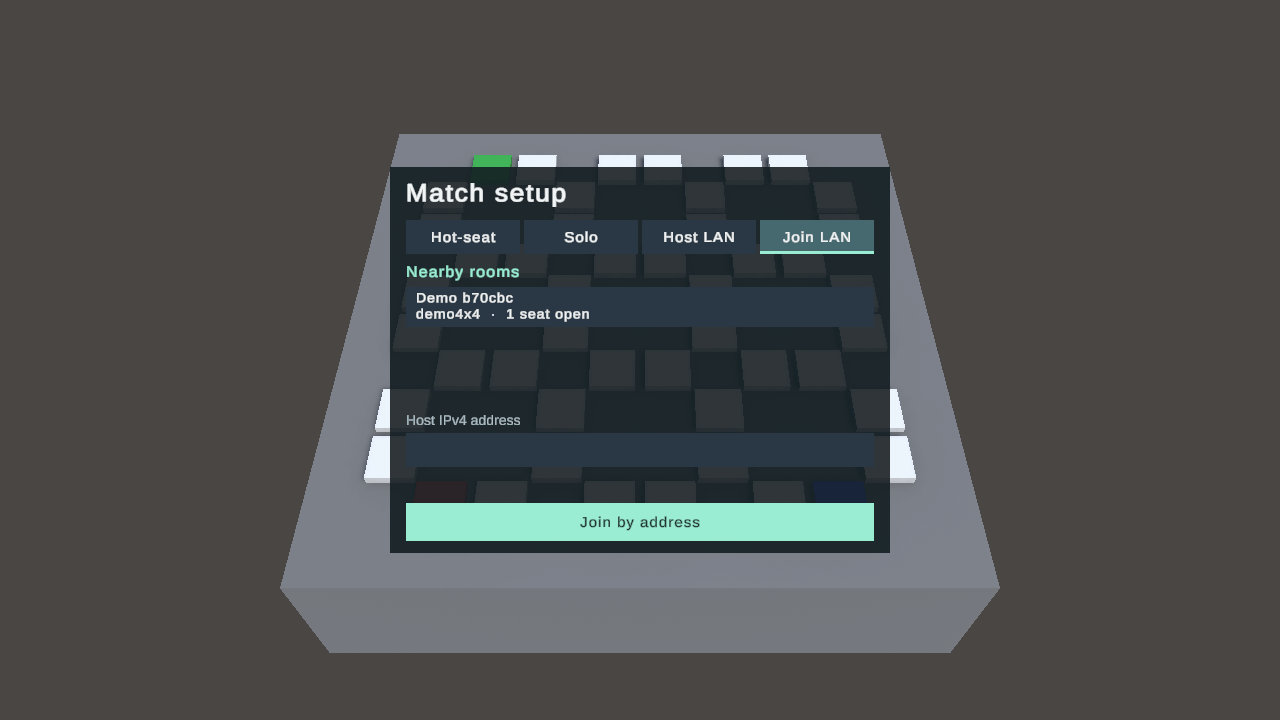 Match setup
Hot-seat
Solo
Host LAN
Join LAN
Nearby rooms
Demo b70cbc
demo4x4 · 1 seat open
Host IPv4 address
Join by address